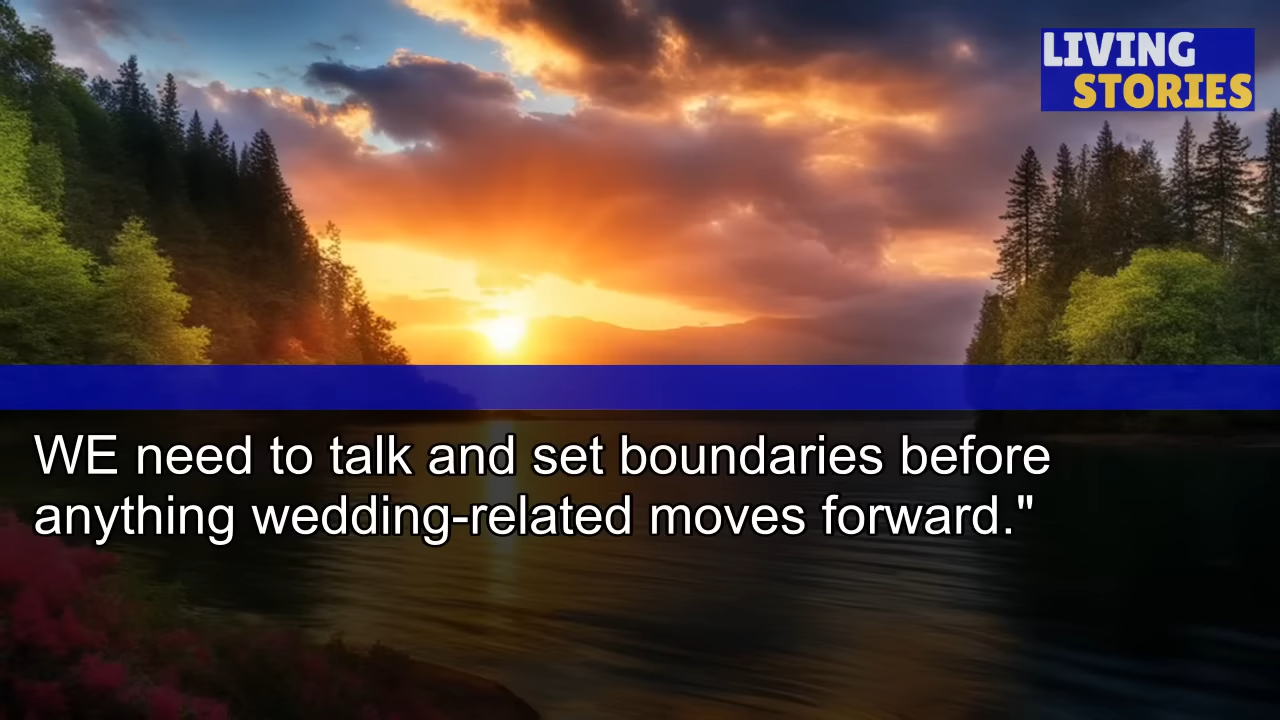 LIVING
STORIES
WE need to talk and set boundaries before
anything wedding-related moves forward."